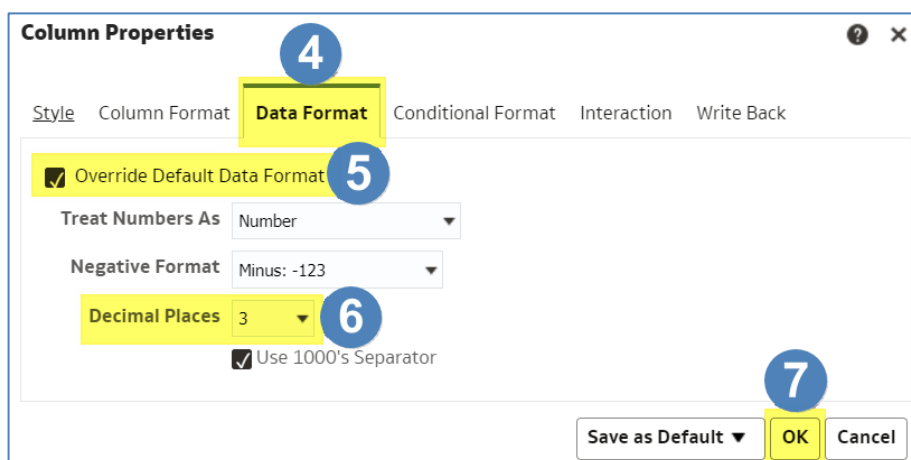 Column Properties
4
Style Column Format Data Format Conditional Format Interaction Write Back
Override Default Data Format 5
Treat Numbers As Number
Negative Format Minus: -123
Decimal Places 3 6
Use 1000's Separator
7
Save as Default OK Cancel